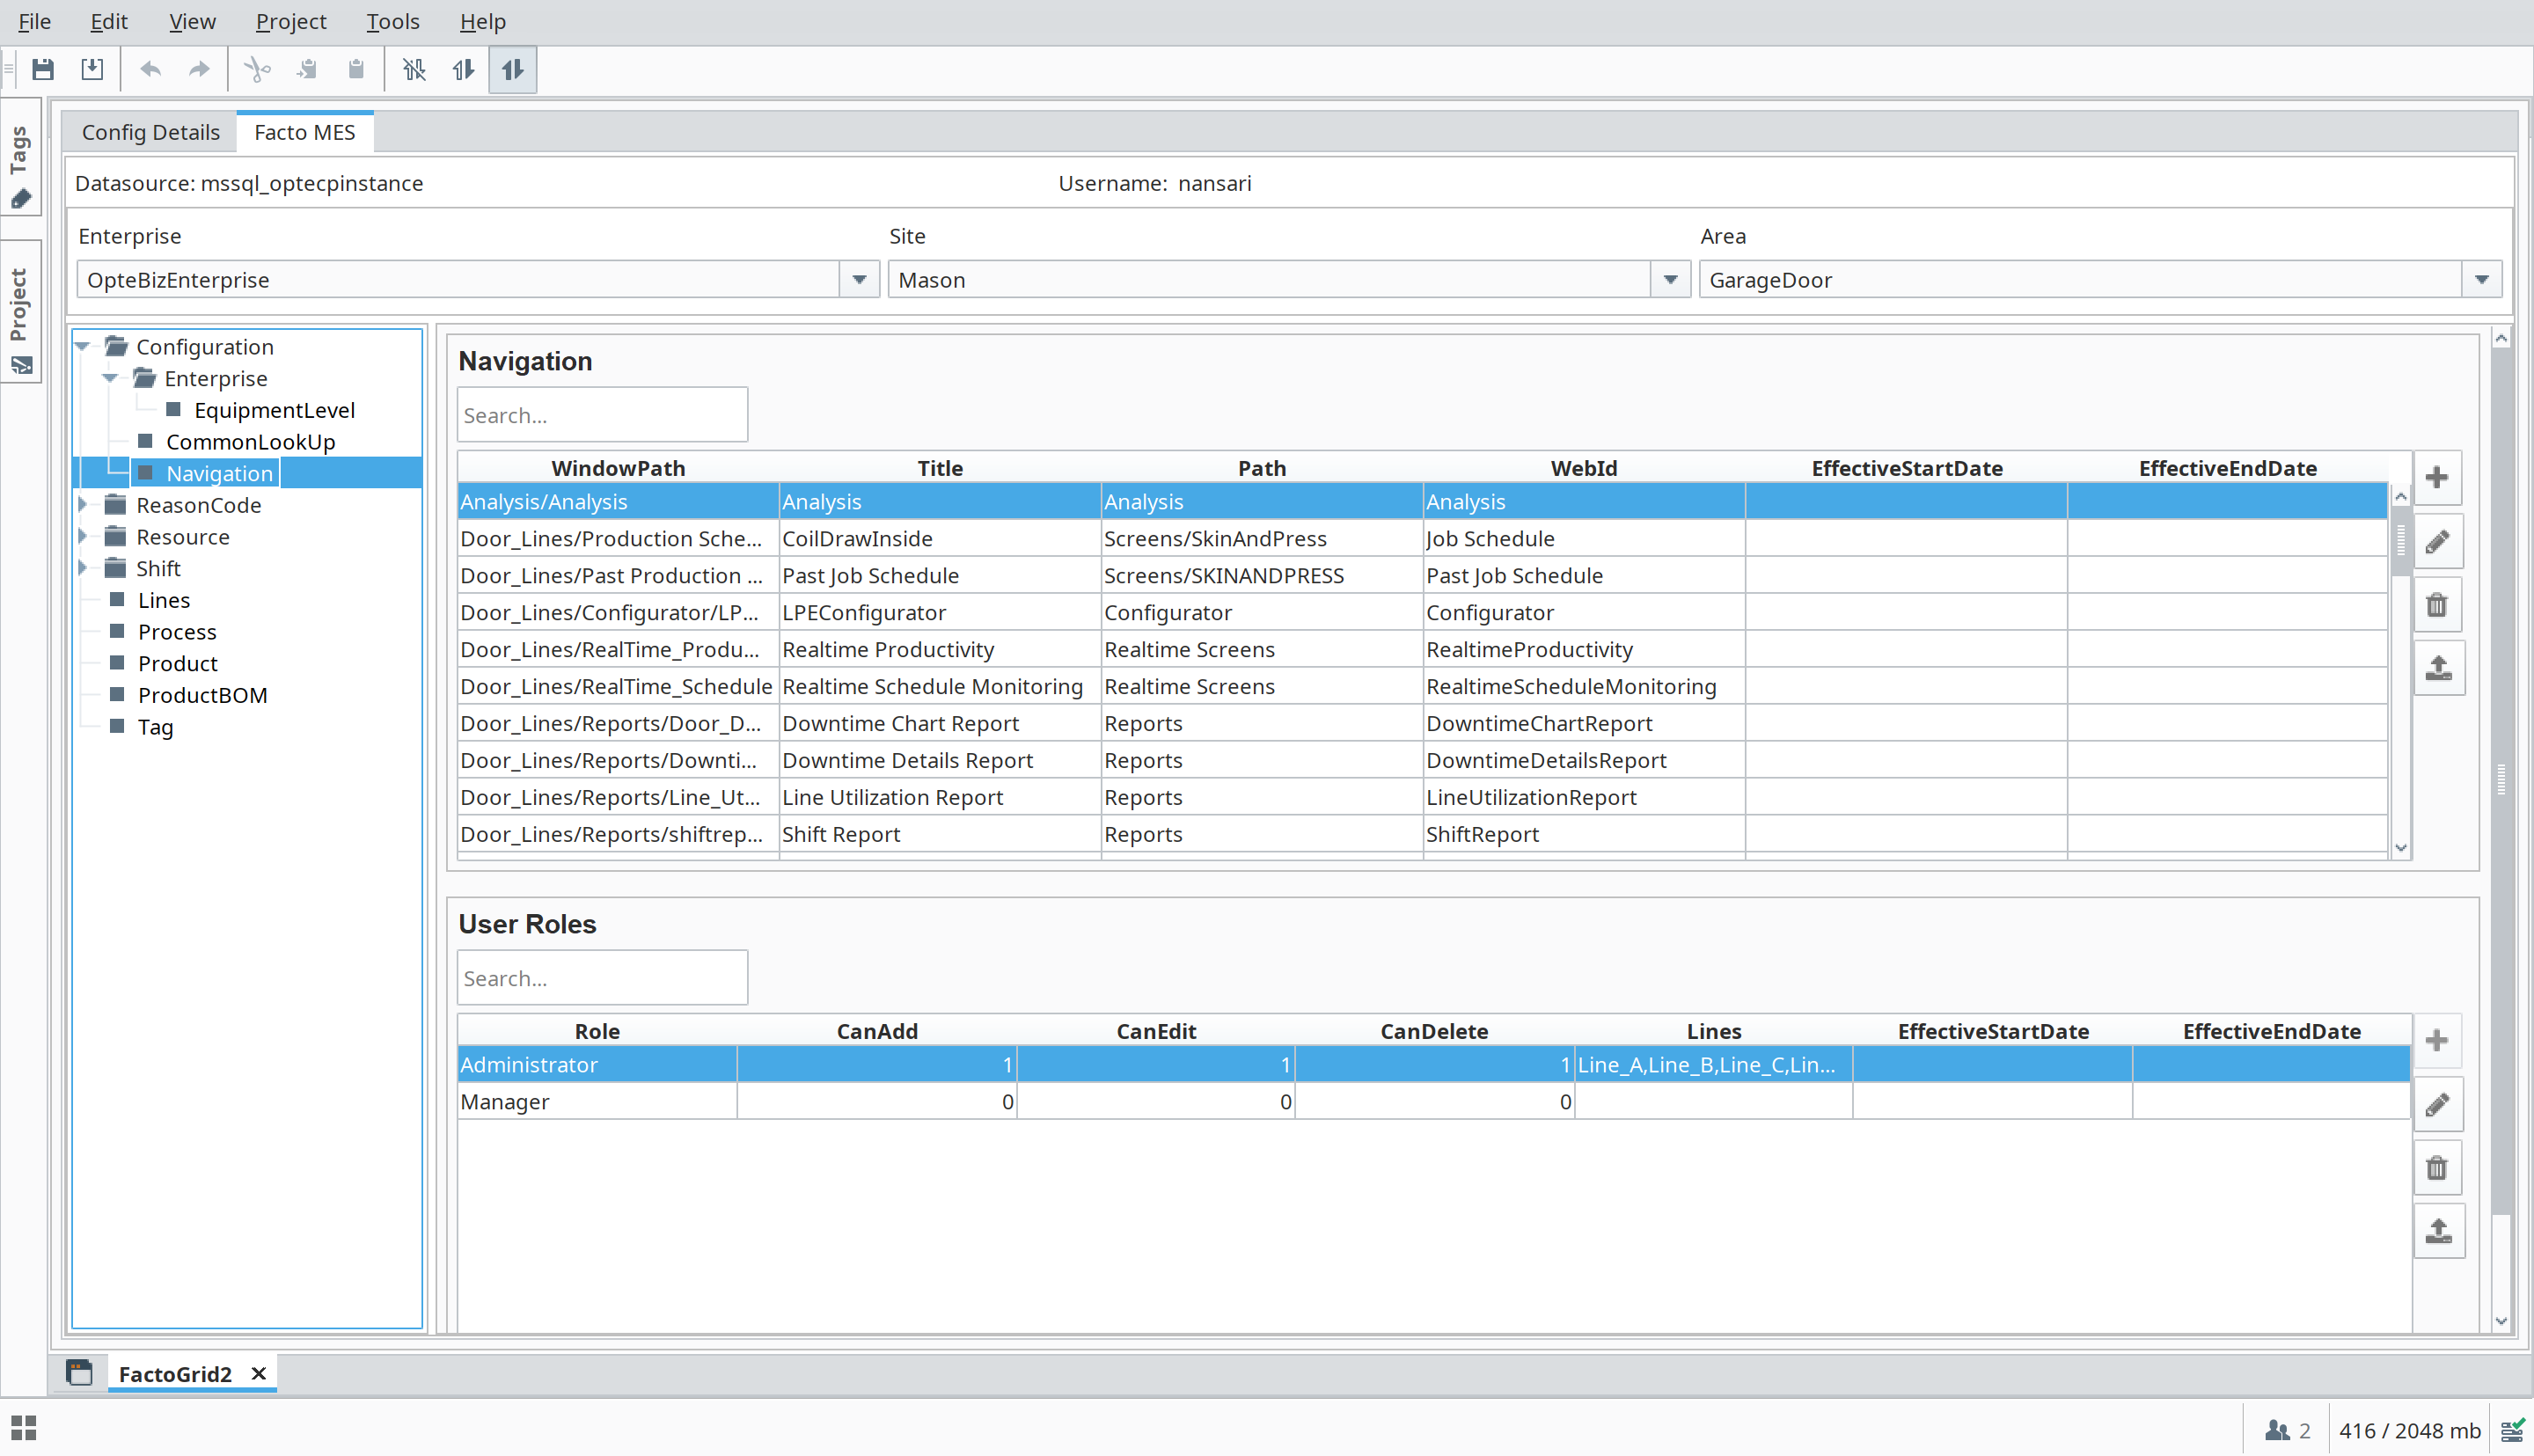 File Edit View Project Tools Help
Tags
Project
Config Details Facto MES
Datasource: mssql_optecpinstance Username: nansari
Enterprise Site Area
OpteBizEnterprise Mason GarageDoor
Configuration
Enterprise
EquipmentLevel
CommonLookUp
Navigation
ReasonCode
Resource
Shift
Lines
Process
Product
ProductBOM
Tag
Navigation
Search...
WindowPath Title Path WebId EffectiveStartDate EffectiveEndDate
Analysis/Analysis Analysis Analysis Analysis
Door_Lines/Production Sche... CoilDrawInside Screens/SkinAndPress Job Schedule
Door_Lines/Past Production ... Past Job Schedule Screens/SKINANDPRESS Past Job Schedule
Door_Lines/Configurator/LP... LPEConfigurator Configurator Configurator
Door_Lines/RealTime_Produ... Realtime Productivity Realtime Screens RealtimeProductivity
Door_Lines/RealTime_Schedule Realtime Schedule Monitoring Realtime Screens RealtimeScheduleMonitoring
Door_Lines/Reports/Door_D... Downtime Chart Report Reports DowntimeChartReport
Door_Lines/Reports/Downti... Downtime Details Report Reports DowntimeDetailsReport
Door_Lines/Reports/Line_Ut... Line Utilization Report Reports LineUtilizationReport
Door_Lines/Reports/shiftrep... Shift Report Reports ShiftReport
User Roles
Search...
Role CanAdd CanEdit CanDelete Lines EffectiveStartDate EffectiveEndDate
Administrator 1 1 1 Line_A,Line_B,Line_C,Lin...
Manager 0 0 0
FactoGrid2
2 416 / 2048 mb